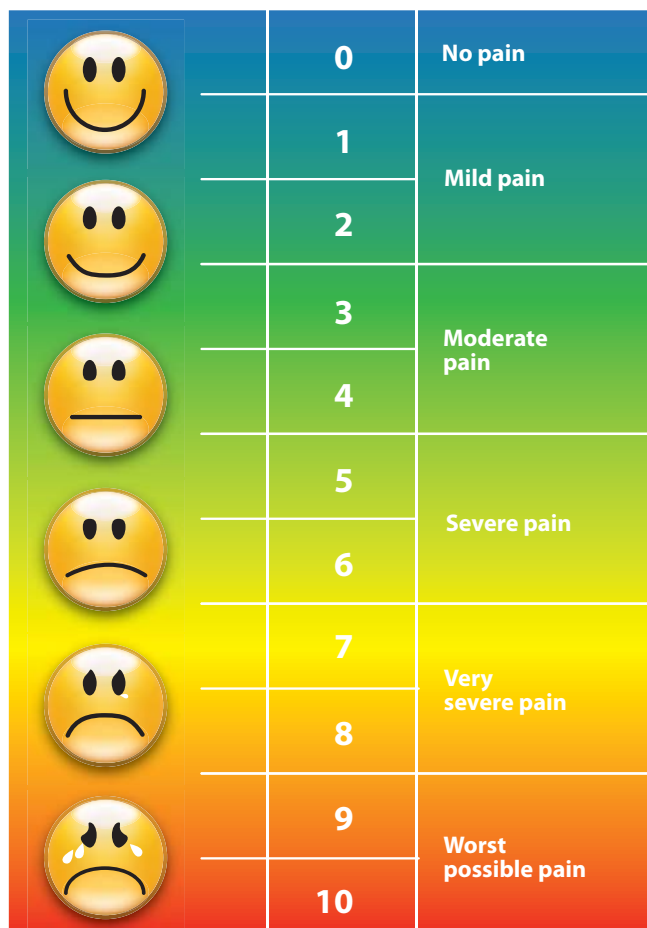 0
No pain
1
Mild pain
2
3
Moderate
pain
4
5
Severe pain
6
7
Very
severe pain
8
9
Worst
possible pain
10